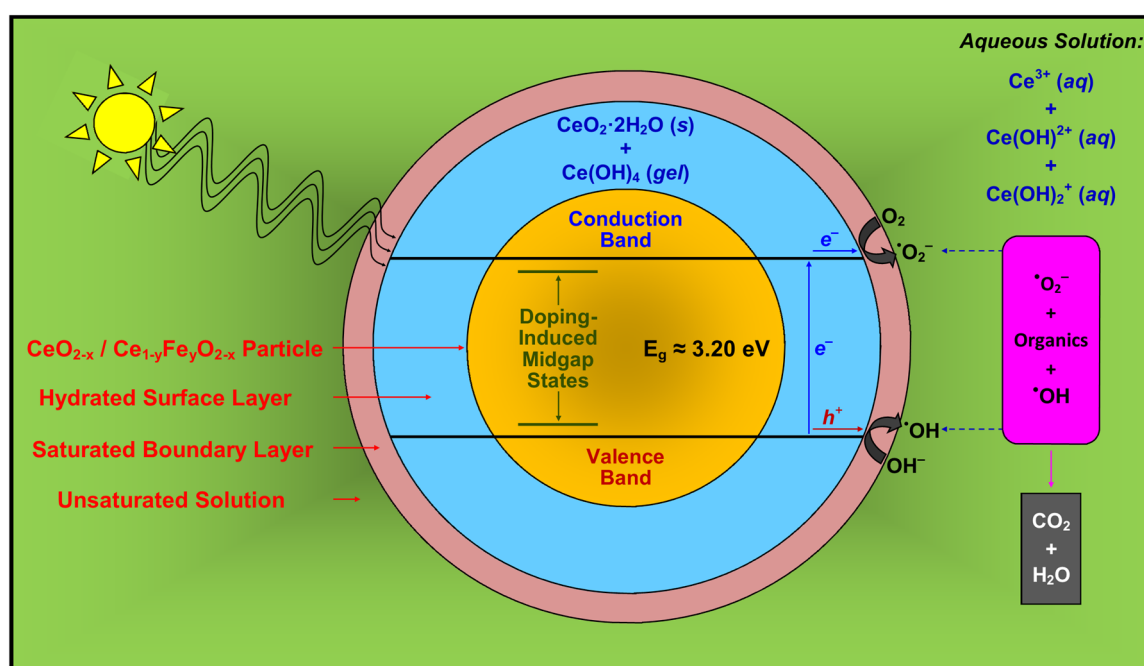 Aqueous Solution:
Ce³⁺ (aq)
+
Ce(OH)²⁺ (aq)
+
Ce(OH)₂⁺ (aq)
CeO₂·2H₂O (s)
+
Ce(OH)₄ (gel)
Conduction
Band
e⁻
O₂
•O₂⁻
Doping-
Induced
Midgap
States
E₉ ≈ 3.20 eV
e⁻
h⁺
•OH
OH⁻
Valence
Band
CeO₂₋ₓ / Ce₁₋yFeyO₂₋ₓ Particle
Hydrated Surface Layer
Saturated Boundary Layer
Unsaturated Solution
•O₂⁻
+
Organics
+
•OH
CO₂
+
H₂O